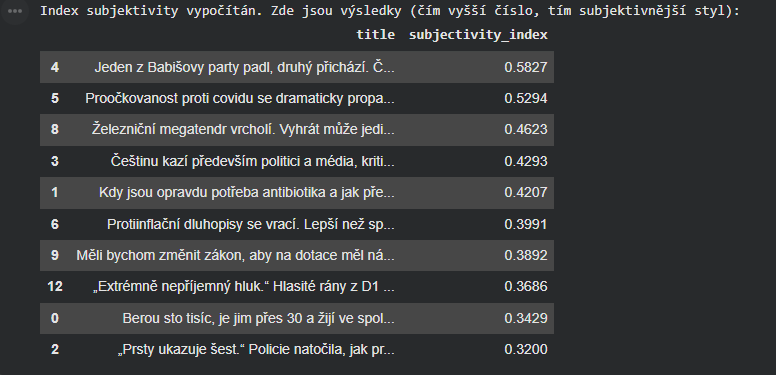 Index subjektivity vypočítán. Zde jsou výsledky (čím vyšší číslo, tím subjektivnější styl):
title subjectivity_index
4 Jeden z Babišovy party padl, druhý přichází. Č... 0.5827
5 Proočkovanost proti covidu se dramaticky propa... 0.5294
8 Železniční megatendr vrcholí. Vyhrát může jedi... 0.4623
3 Češtinu kazí především politici a média, kriti... 0.4293
1 Kdy jsou opravdu potřeba antibiotika a jak pře... 0.4207
6 Protiinflační dluhopisy se vrací. Lepší než sp... 0.3991
9 Měli bychom změnit zákon, aby na dotace měl ná... 0.3892
12 „Extrémně nepříjemný hluk.“ Hlasité rány z D1 ... 0.3686
0 Berou sto tisíc, je jim přes 30 a žijí ve spol... 0.3429
2 „Prsty ukazuje šest.“ Policie natočila, jak pr... 0.3200